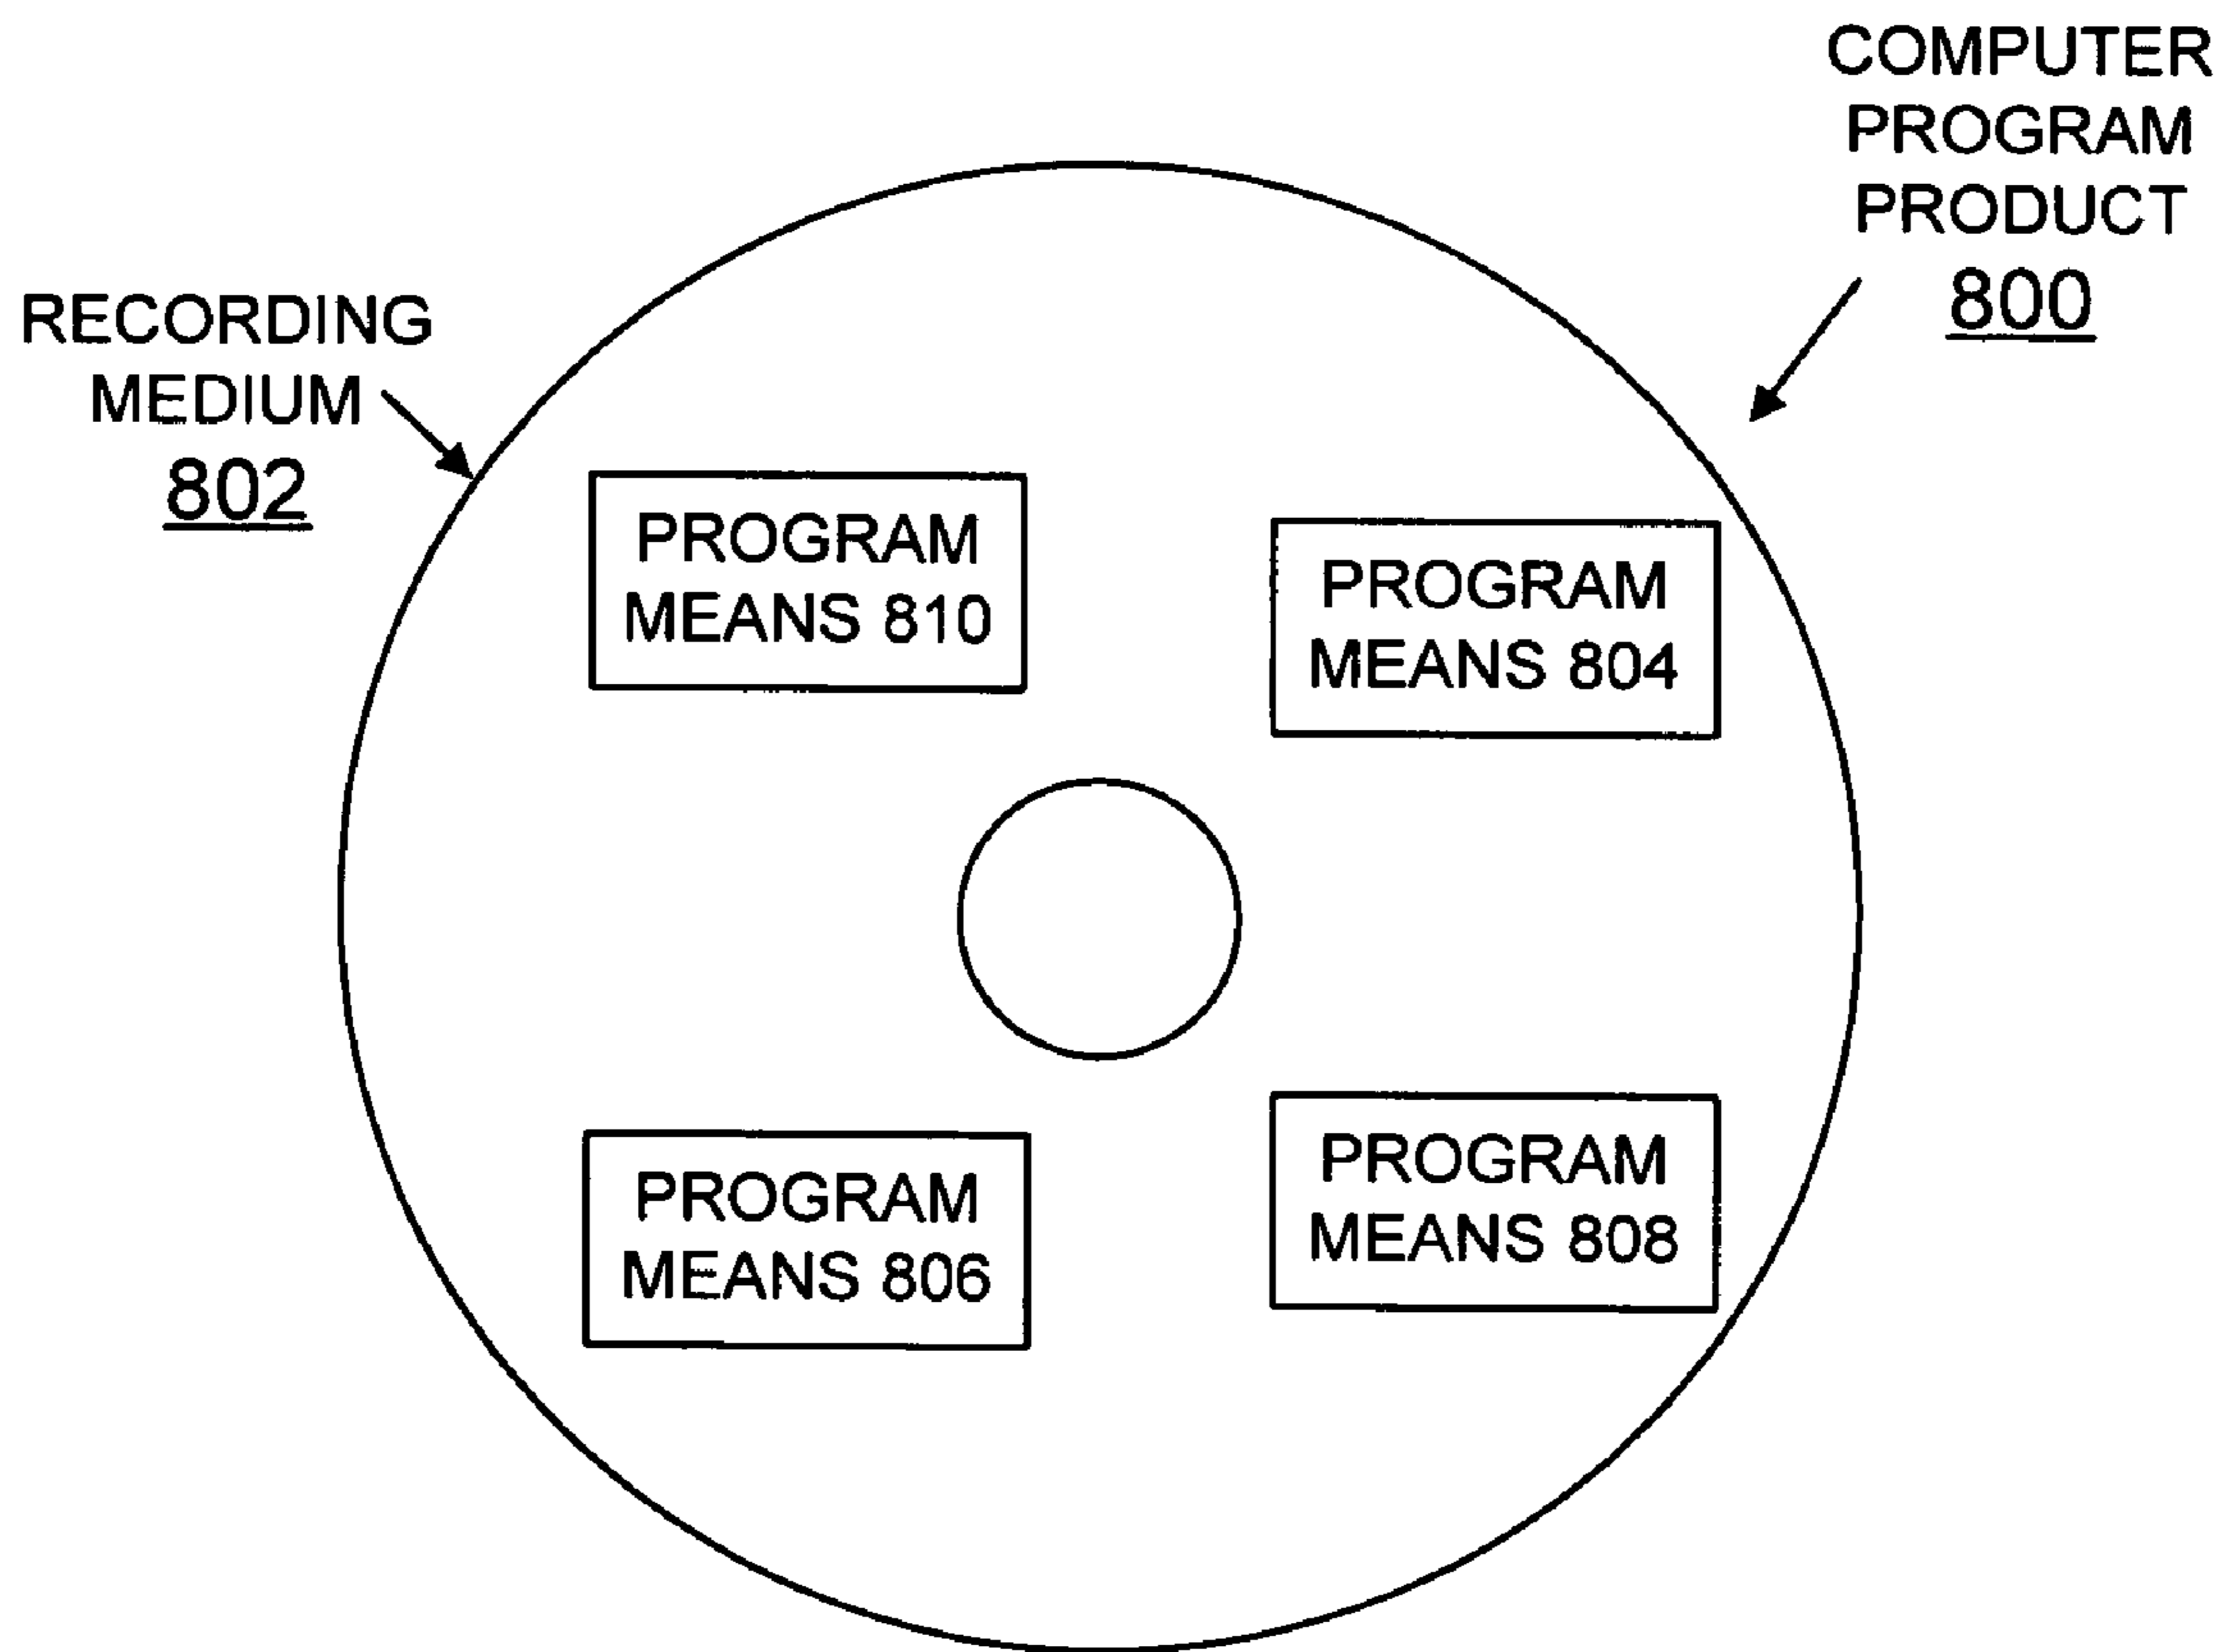 COMPUTER
PROGRAM
PRODUCT
800
RECORDING
MEDIUM
802
PROGRAM
MEANS 810
PROGRAM
MEANS 804
PROGRAM
MEANS 806
PROGRAM
MEANS 808